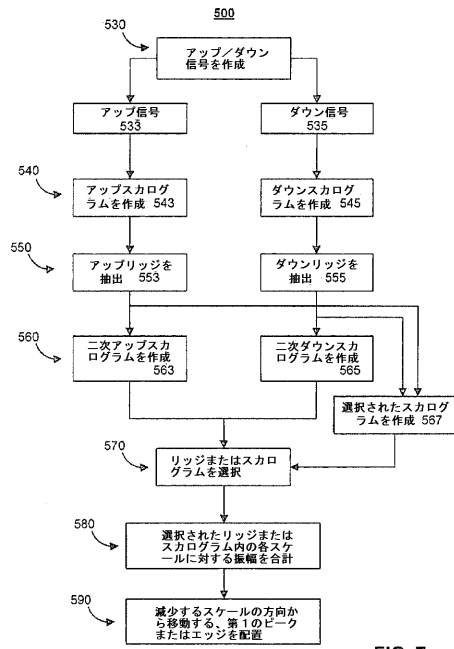 500
530
アップ／ダウン
信号を作成
アップ信号
533
ダウン信号
535
540
アップスカログ
ラムを作成 543
ダウンスカログ
ラムを作成 545
550
アップリッジを
抽出 553
ダウンリッジを
抽出 555
560
二次アップスカ
ログラムを作成
563
二次ダウンスカ
ログラムを作成
565
選択されたスカログ
ラムを作成 567
570
リッジまたはスカロ
グラムを選択
580
選択されたリッジまたは
スカログラム内の各スケ
ールに対する振幅を合計
590
減少するスケールの方向か
ら移動する、第１のピーク
またはエッジを配置